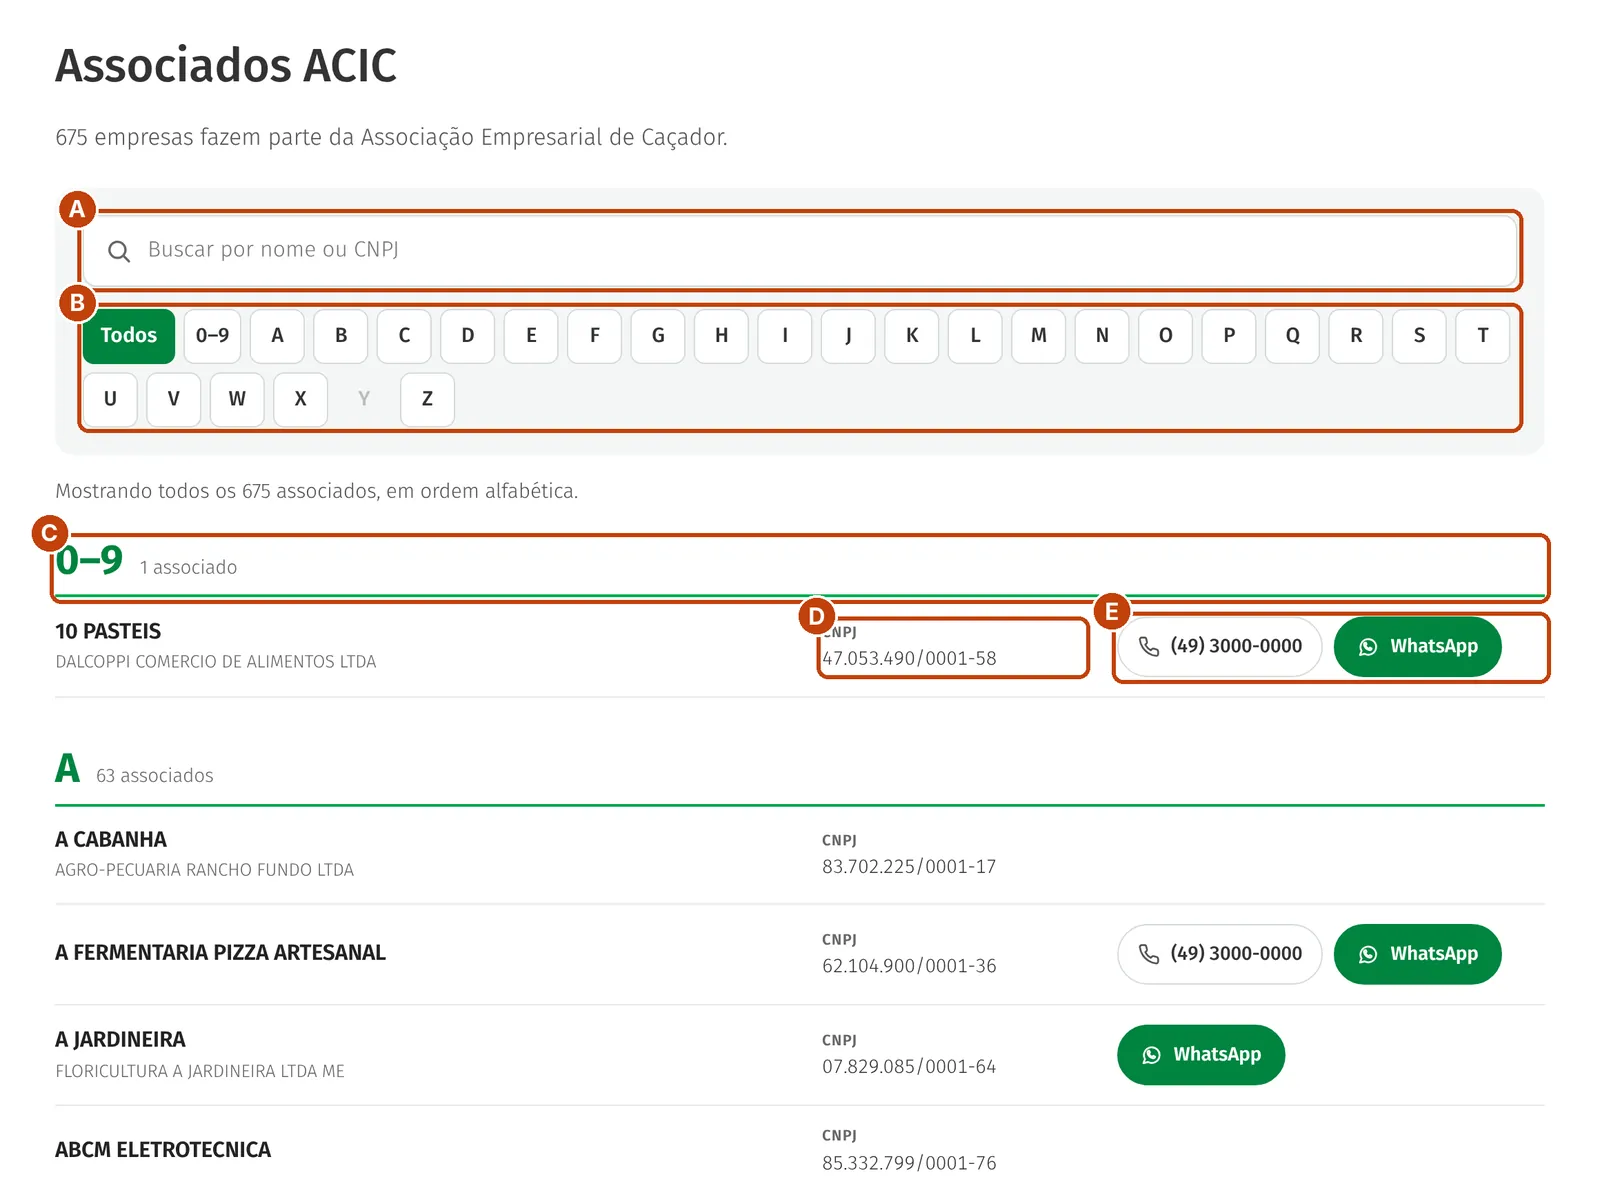 Associados ACIC
675 empresas fazem parte da Associação Empresarial de Caçador.
A
Buscar por nome ou CNPJ
B
Todos 0–9 A B C D E F G H I J K L M N O P Q R S T
U V W X Y Z
Mostrando todos os 675 associados, em ordem alfabética.
C
0–9 1 associado
D
E
10 PASTEIS
DALCOPPI COMERCIO DE ALIMENTOS LTDA
CNPJ
47.053.490/0001-58
(49) 3000-0000 WhatsApp
A 63 associados
A CABANHA
AGRO-PECUARIA RANCHO FUNDO LTDA
CNPJ
83.702.225/0001-17
A FERMENTARIA PIZZA ARTESANAL
CNPJ
62.104.900/0001-36
(49) 3000-0000 WhatsApp
A JARDINEIRA
FLORICULTURA A JARDINEIRA LTDA ME
CNPJ
07.829.085/0001-64
WhatsApp
ABCM ELETROTECNICA
CNPJ
85.332.799/0001-76